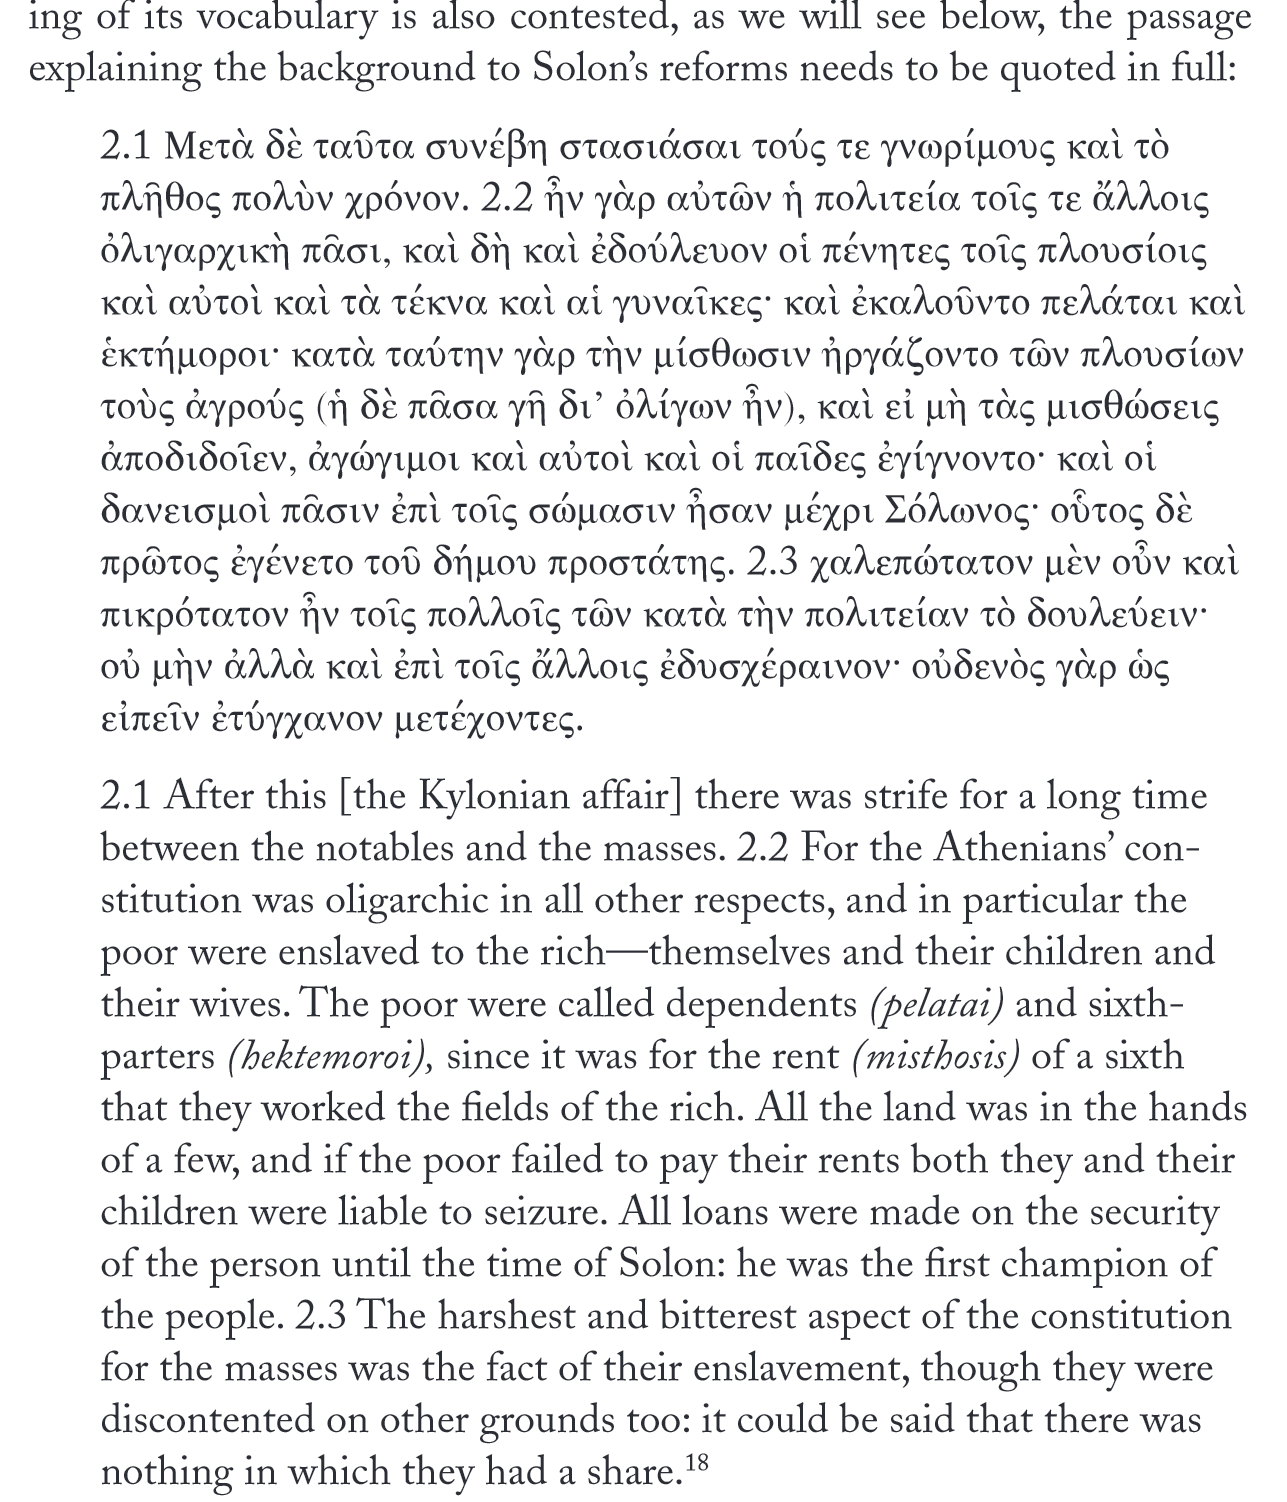 ing of its vocabulary is also contested, as we will see below, the passage
explaining the background to Solon’s reforms needs to be quoted in full:
2.1 Μετὰ δὲ ταῦτα συνέβη στασιάσαι τούς τε γνωρίμους καὶ τὸ
πλῆθος πολὺν χρόνον. 2.2 ἦν γὰρ αὐτῶν ἡ πολιτεία τοῖς τε ἄλλοις
ὀλιγαρχικὴ πᾶσι, καὶ δὴ καὶ ἐδούλευον οἱ πένητες τοῖς πλουσίοις
καὶ αὐτοὶ καὶ τὰ τέκνα καὶ αἱ γυναῖκες· καὶ ἐκαλοῦντο πελάται καὶ
ἑκτήμοροι· κατὰ ταύτην γὰρ τὴν μίσθωσιν ἠργάζοντο τῶν πλουσίων
τοὺς ἀγρούς (ἡ δὲ πᾶσα γῆ δι’ ὀλίγων ἦν), καὶ εἰ μὴ τὰς μισθώσεις
ἀποδιδοῖεν, ἀγώγιμοι καὶ αὐτοὶ καὶ οἱ παῖδες ἐγίγνοντο· καὶ οἱ
δανεισμοὶ πᾶσιν ἐπὶ τοῖς σώμασιν ἦσαν μέχρι Σόλωνος· οὗτος δὲ
πρῶτος ἐγένετο τοῦ δήμου προστάτης. 2.3 χαλεπώτατον μὲν οὖν καὶ
πικρότατον ἦν τοῖς πολλοῖς τῶν κατὰ τὴν πολιτείαν τὸ δουλεύειν·
οὐ μὴν ἀλλὰ καὶ ἐπὶ τοῖς ἄλλοις ἐδυσχέραινον· οὐδενὸς γὰρ ὡς
εἰπεῖν ἐτύγχανον μετέχοντες.
2.1 After this [the Kylonian affair] there was strife for a long time
between the notables and the masses. 2.2 For the Athenians’ con-
stitution was oligarchic in all other respects, and in particular the
poor were enslaved to the rich—themselves and their children and
their wives. The poor were called dependents (pelatai) and sixth-
parters (hektemoroi), since it was for the rent (misthosis) of a sixth
that they worked the fields of the rich. All the land was in the hands
of a few, and if the poor failed to pay their rents both they and their
children were liable to seizure. All loans were made on the security
of the person until the time of Solon: he was the first champion of
the people. 2.3 The harshest and bitterest aspect of the constitution
for the masses was the fact of their enslavement, though they were
discontented on other grounds too: it could be said that there was
nothing in which they had a share.18